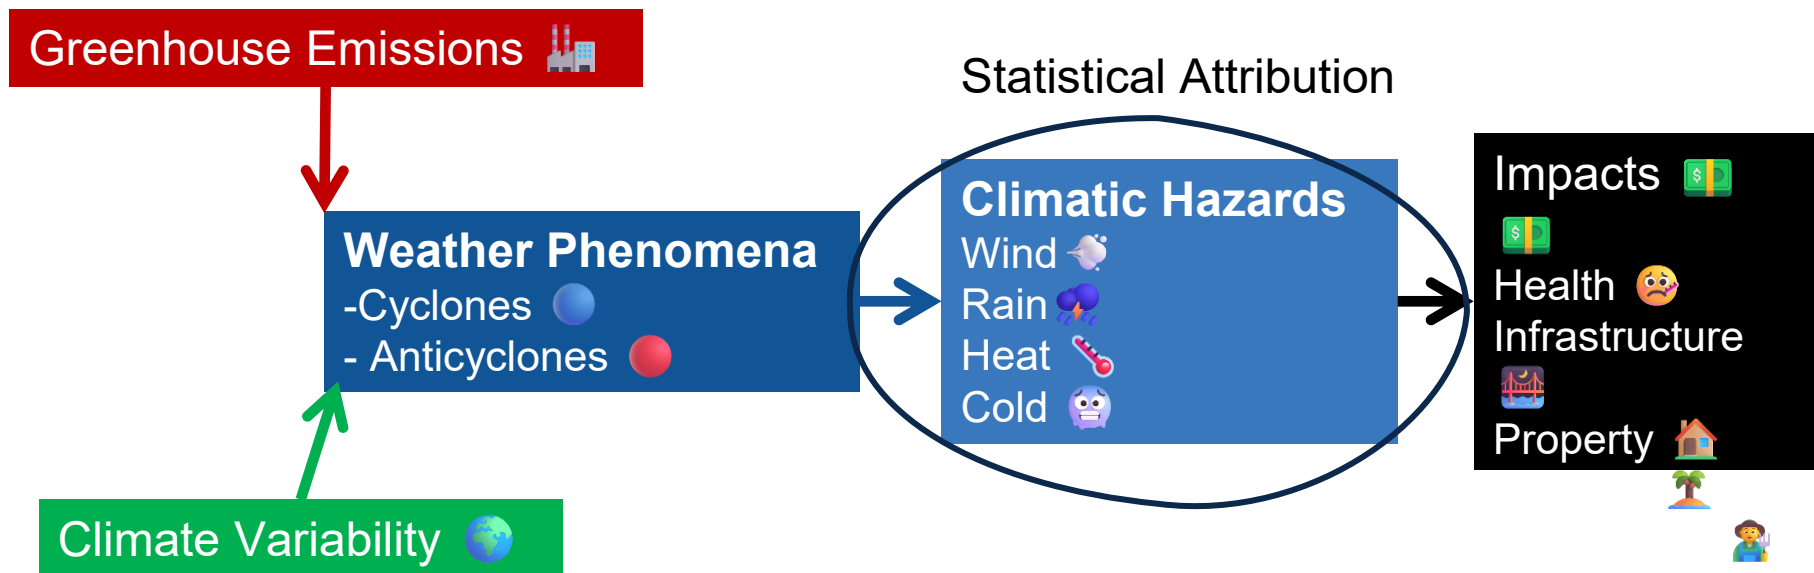 Greenhouse Emissions
Statistical Attribution
Weather Phenomena
-Cyclones
- Anticyclones
Climatic Hazards
Wind
Rain
Heat
Cold
Impacts
Health
Infrastructure
Property
Climate Variability